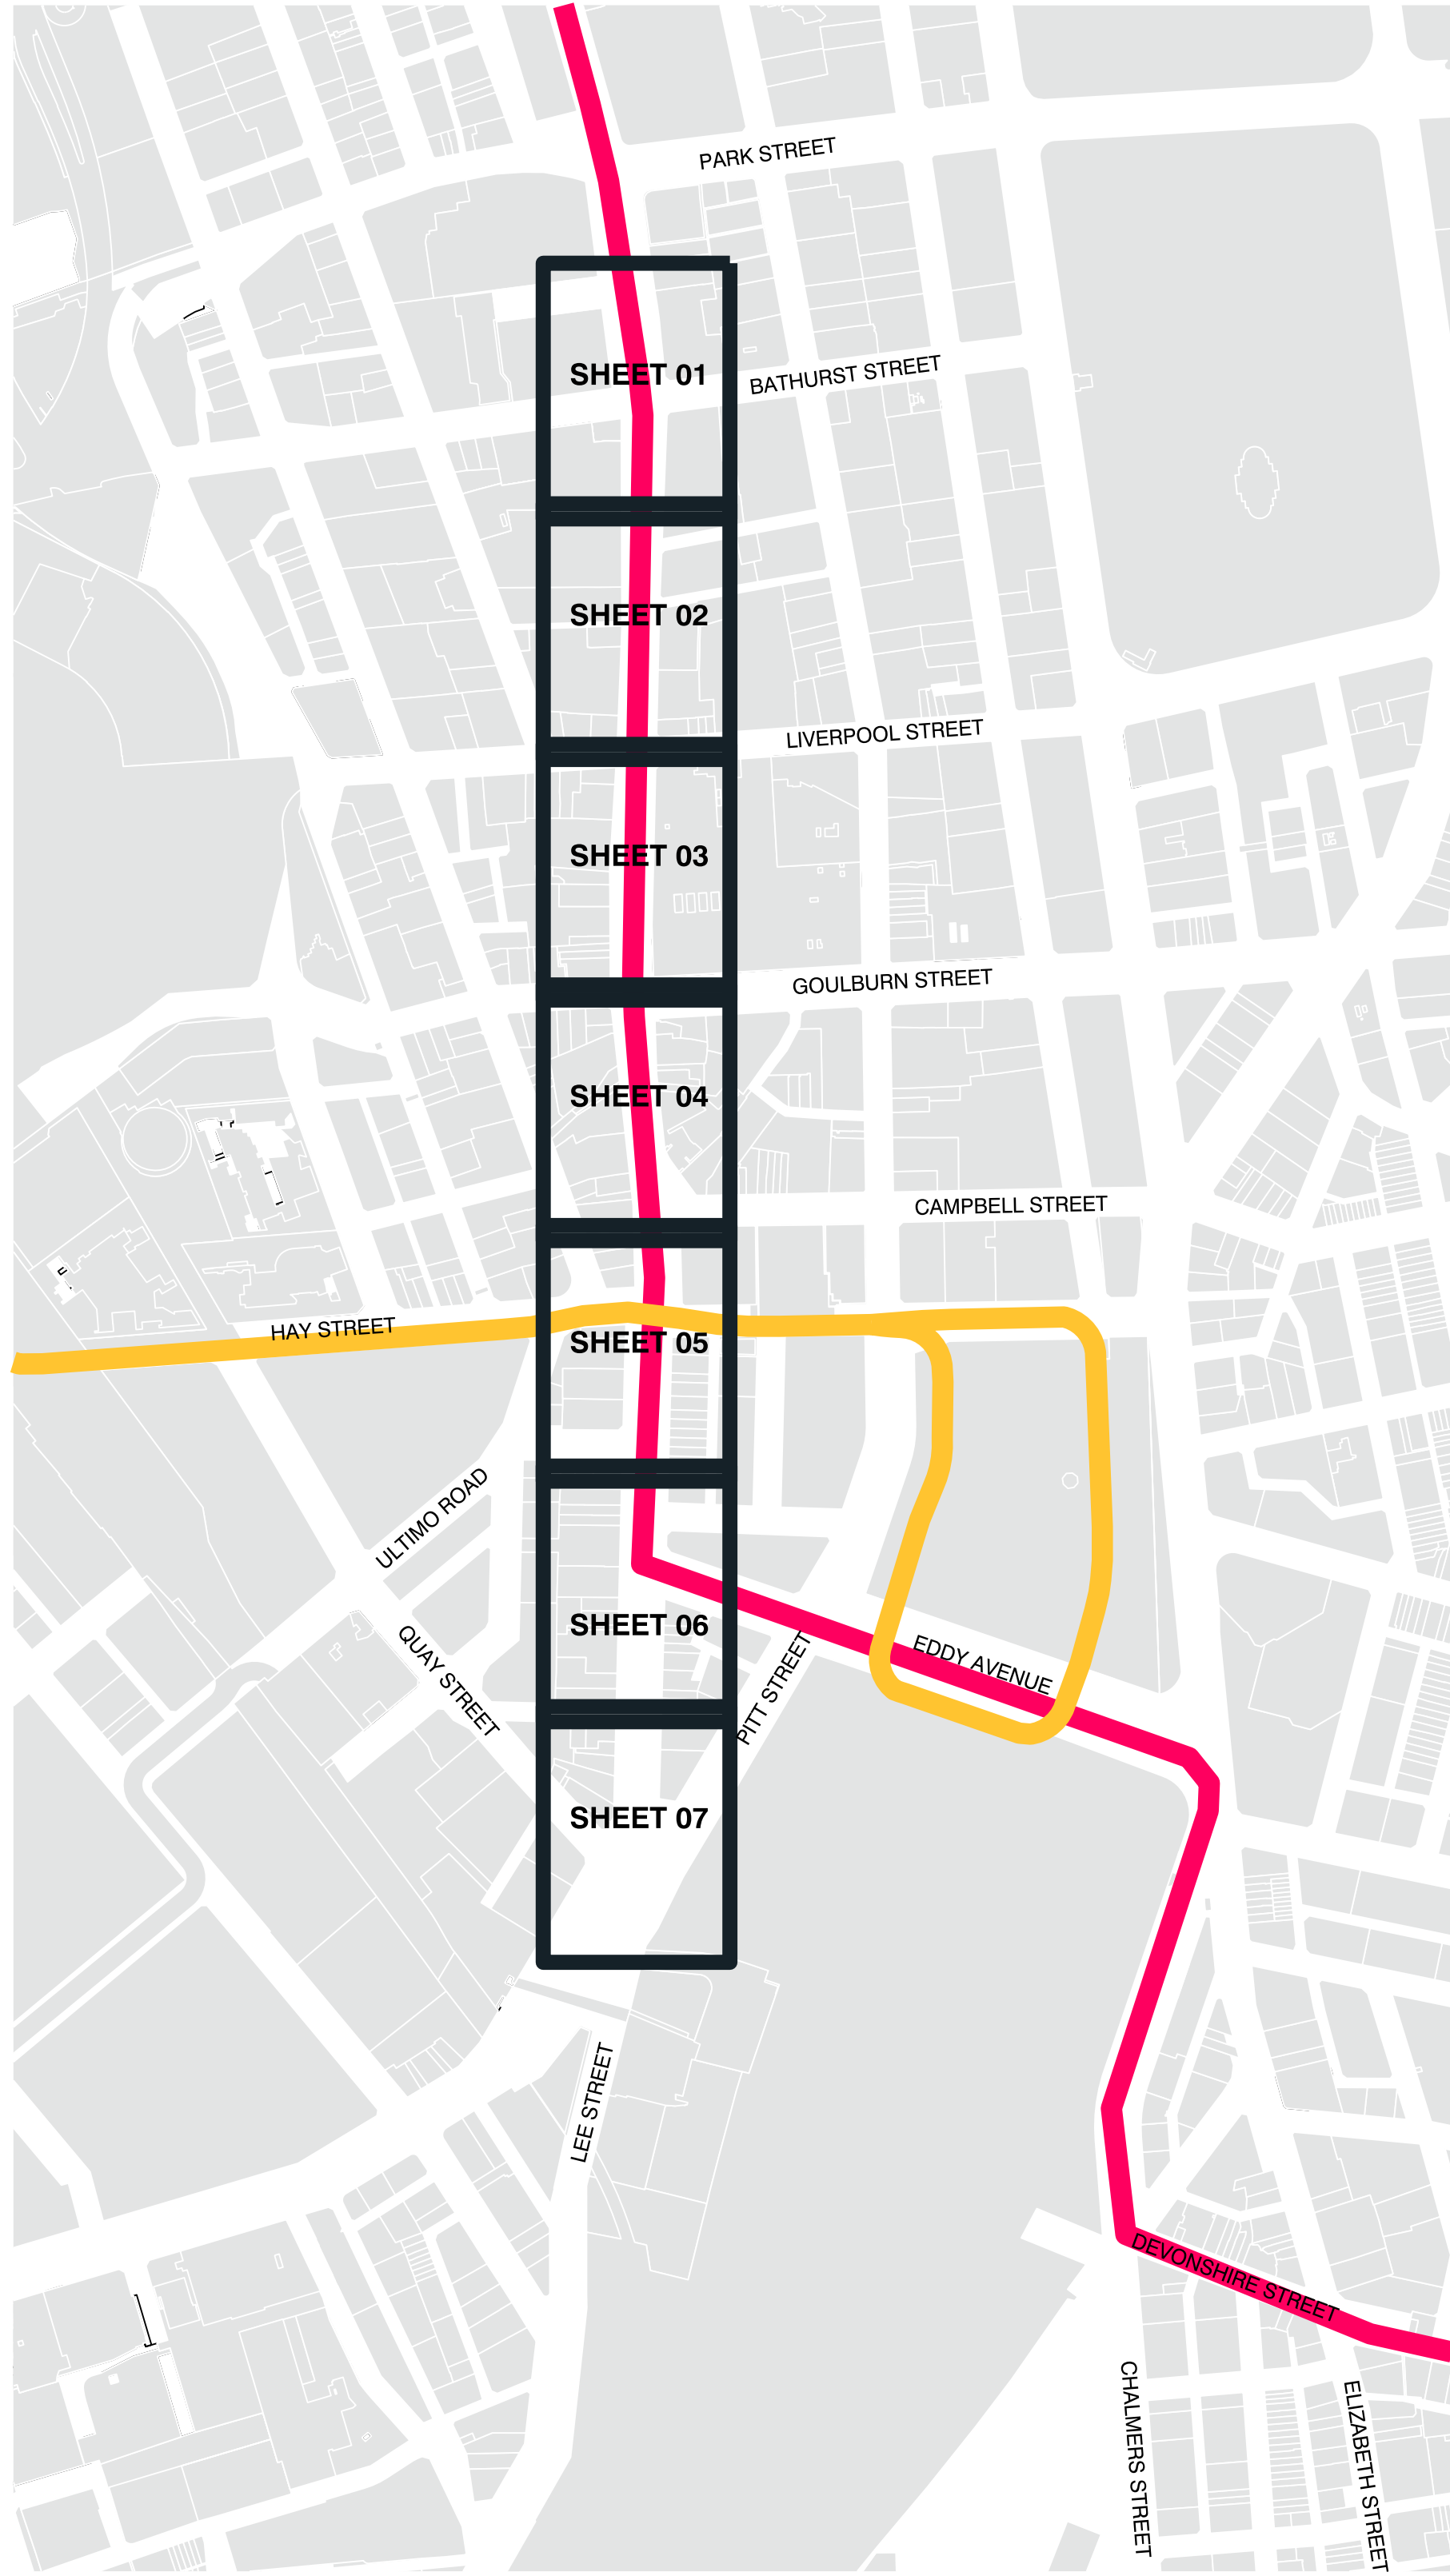 PARK STREET
SHEET 01
BATHURST STREET
SHEET 02
LIVERPOOL STREET
SHEET 03
GOULBURN STREET
SHEET 04
CAMPBELL STREET
HAY STREET
SHEET 05
ULTIMO ROAD
SHEET 06
QUAY STREET
PITT STREET
EDDY AVENUE
SHEET 07
LEE STREET
DEVONSHIRE STREET
CHALMERS STREET
ELIZABETH STREET